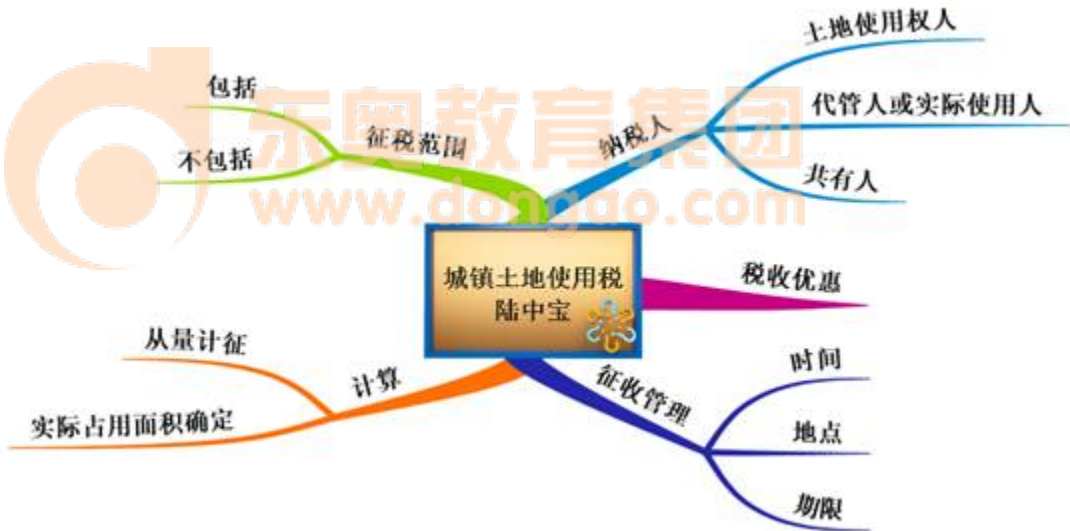 东奥教育集团
www.dongao.com
城镇土地使用税
陆中宝
纳税人
土地使用权人
代管人或实际使用人
共有人
税收优惠
征收管理
时间
地点
期限
计算
从量计征
实际占用面积确定
征税范围
包括
不包括